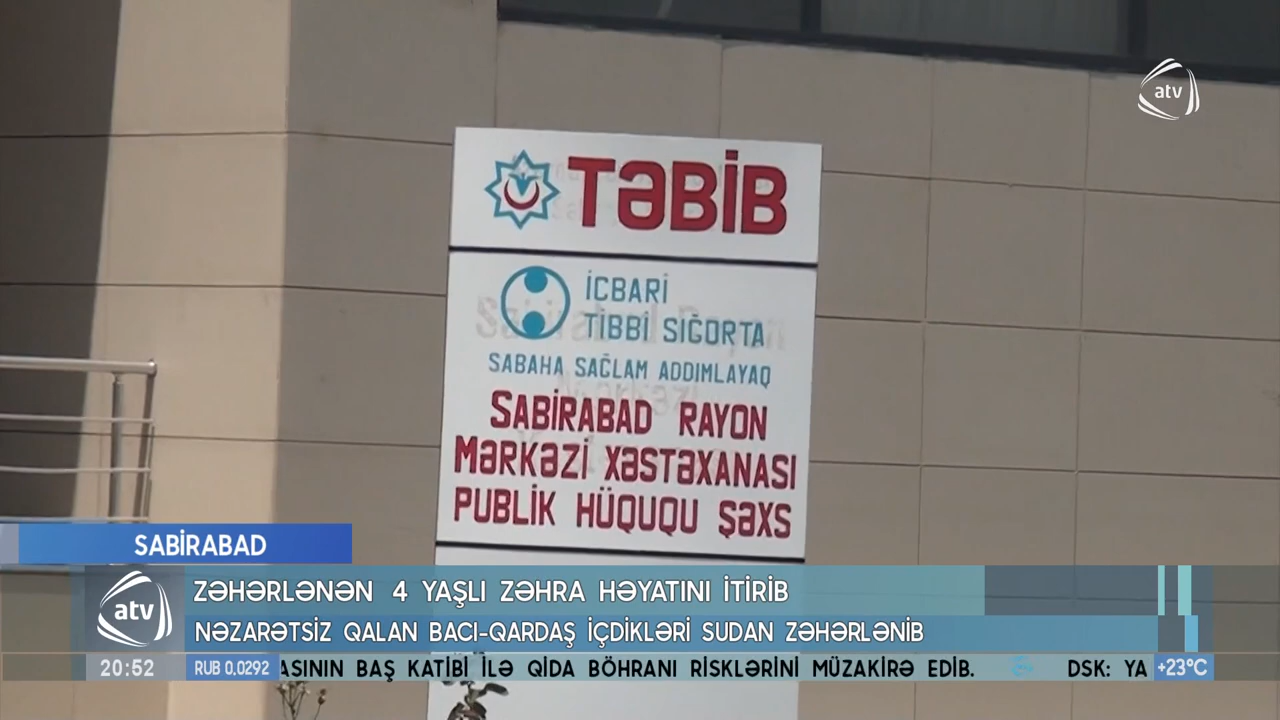 atv
TƏBİB
İCBARİ
TİBBİ SIĞORTA
SABAHA SAĞLAM ADDIMLAYAQ
SABİRABAD RAYON
MƏRKƏZİ XƏSTƏXANASI
PUBLİK HÜQUQU ŞƏXS
SABİRABAD
atv
ZƏHƏRLƏNƏN 4 YAŞLI ZƏHRA HƏYATINI İTİRİB
NƏZARƏTSİZ QALAN BACI-QARDAŞ İÇDİKLƏRİ SUDAN ZƏHƏRLƏNİB
20:52 RUB 0.0292 ASININ BAŞ KATİBİ İLƏ QİDA BÖHRANI RİSKLƏRİNİ MÜZAKİRƏ EDİB. DSK: YA +23°C